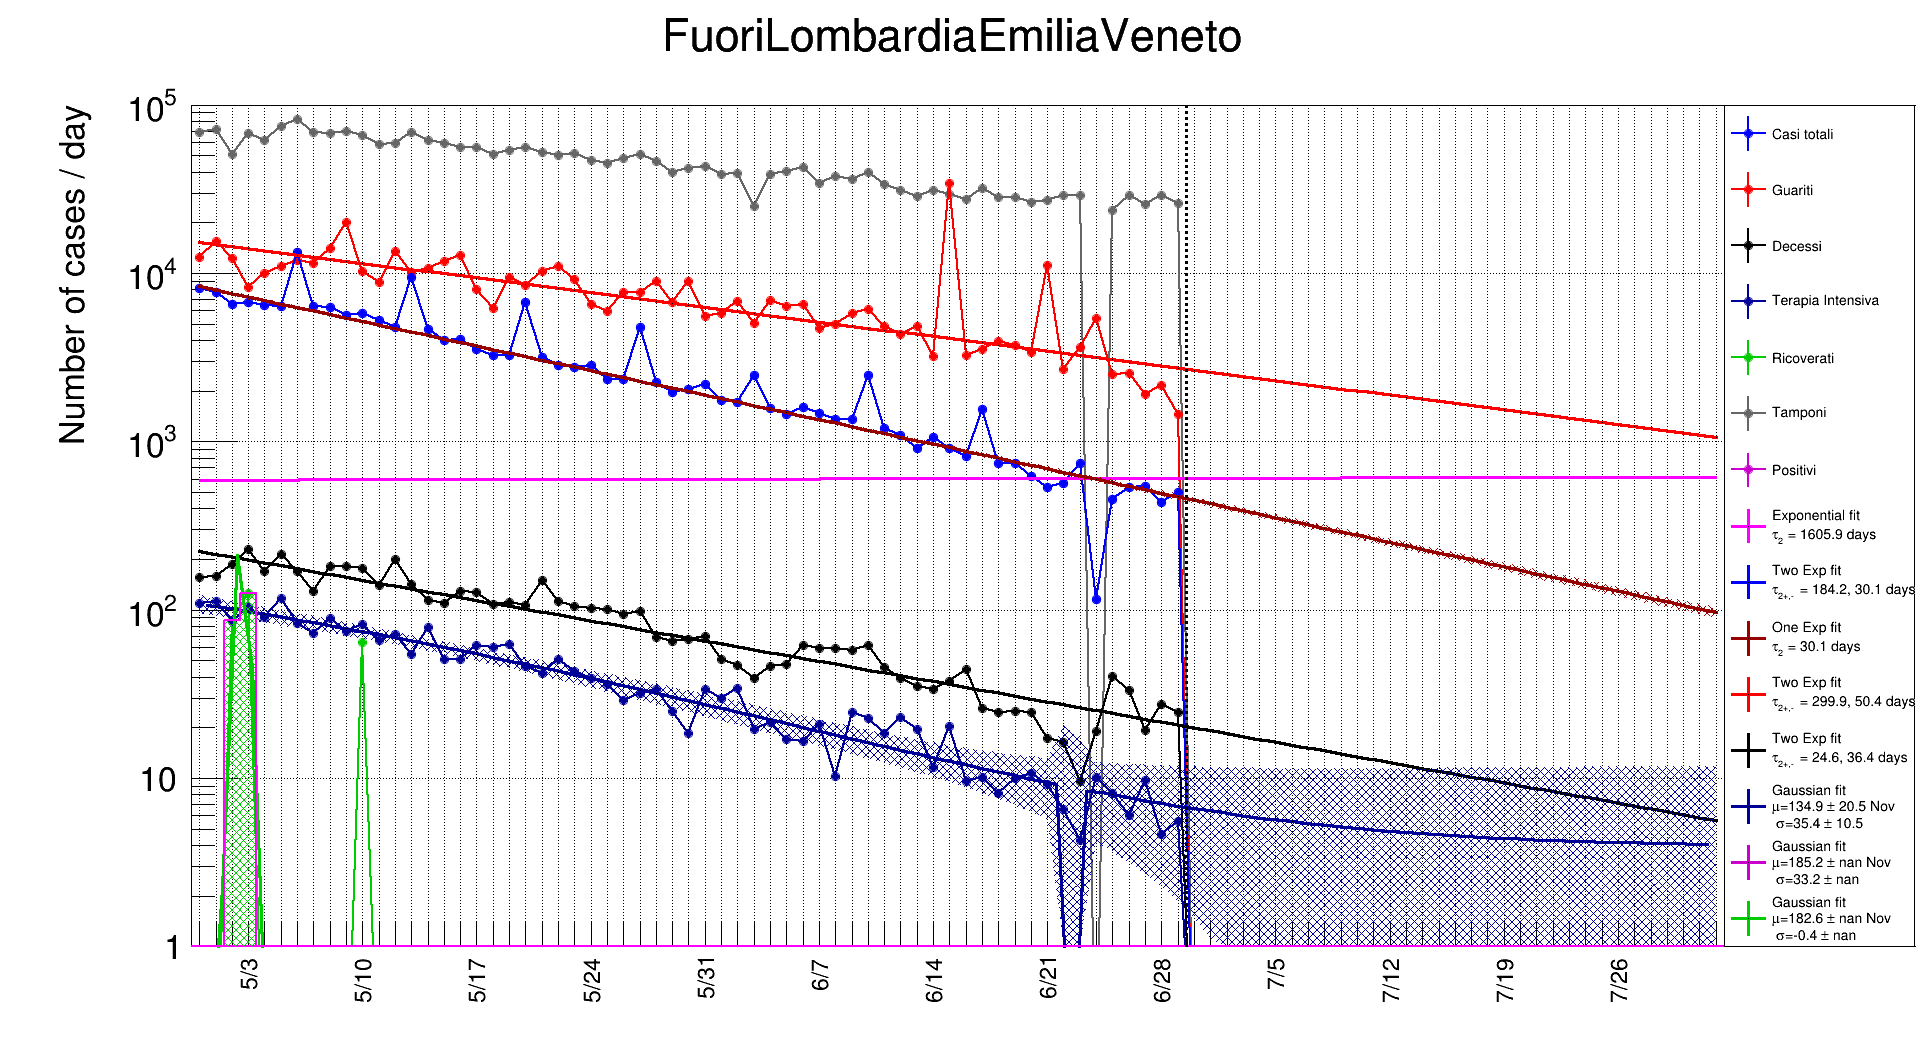 FuoriLombardiaEmiliaVeneto
Number of cases / day
10^5
10^4
10^3
10^2
10
1
5/3
5/10
5/17
5/24
5/31
6/7
6/14
6/21
6/28
7/5
7/12
7/19
7/26
Casi totali
Guariti
Decessi
Terapia Intensiva
Ricoverati
Tamponi
Positivi
Exponential fit
τ2 = 1605.9 days
Two Exp fit
τ2+,- = 184.2, 30.1 days
One Exp fit
τ2 = 30.1 days
Two Exp fit
τ2+,- = 299.9, 50.4 days
Two Exp fit
τ2+,- = 24.6, 36.4 days
Gaussian fit
μ=134.9 ± 20.5 Nov
σ=35.4 ± 10.5
Gaussian fit
μ=185.2 ± nan Nov
σ=33.2 ± nan
Gaussian fit
μ=182.6 ± nan Nov
σ=-0.4 ± nan